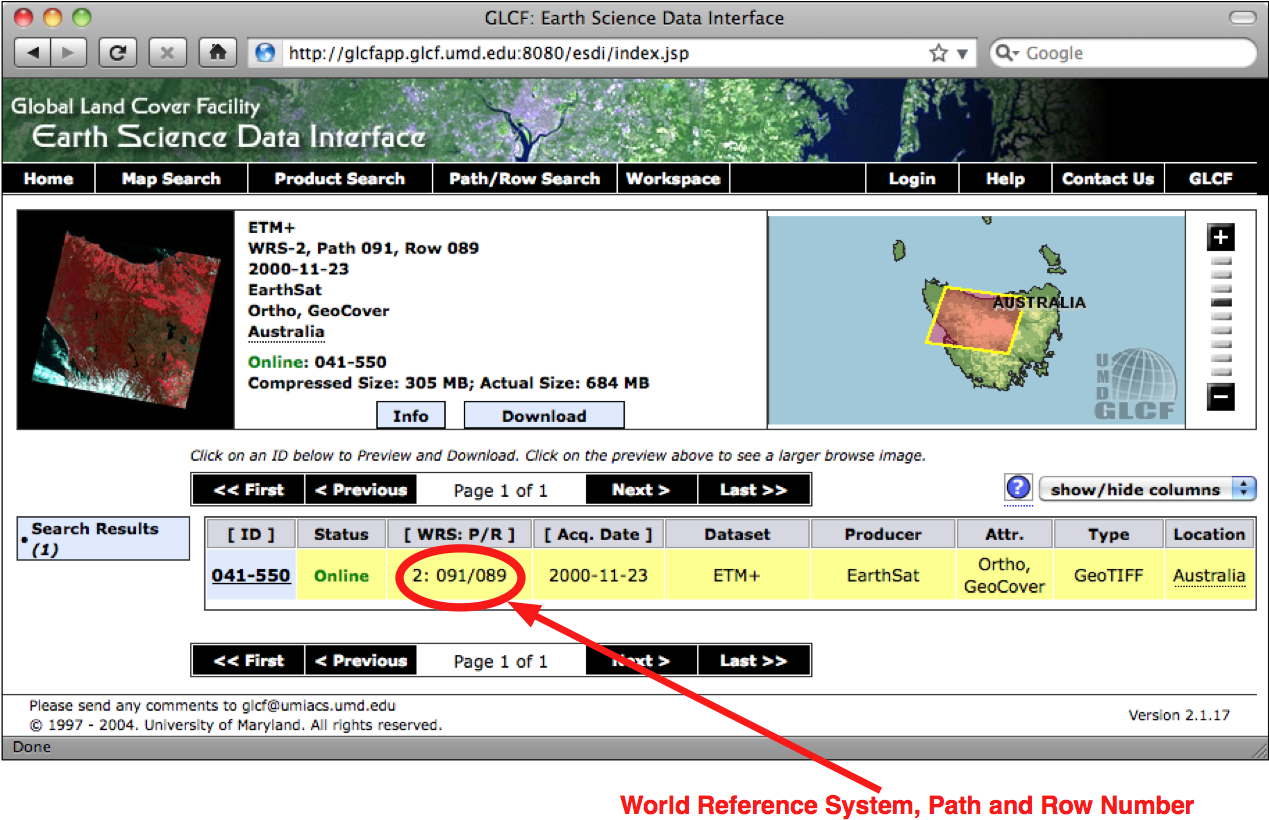 GLCF: Earth Science Data Interface
http://glcfapp.glcf.umd.edu:8080/esdi/index.jsp
Google
Global Land Cover Facility
Earth Science Data Interface
Home Map Search Product Search Path/Row Search Workspace Login Help Contact Us GLCF
ETM+
WRS-2, Path 091, Row 089
2000-11-23
EarthSat
Ortho, GeoCover
Australia
Online: 041-550
Compressed Size: 305 MB; Actual Size: 684 MB
Info Download
AUSTRALIA
UMD
GLCF
+
−
Click on an ID below to Preview and Download. Click on the preview above to see a larger browse image.
<< First < Previous Page 1 of 1 Next > Last >>
? show/hide columns
• Search Results
(1)
[ ID ] Status [ WRS: P/R ] [ Acq. Date ] Dataset Producer Attr. Type Location
041-550 Online 2: 091/089 2000-11-23 ETM+ EarthSat Ortho, GeoCover GeoTIFF Australia
<< First < Previous Page 1 of 1 Next > Last >>
Please send any comments to glcf@umiacs.umd.edu
© 1997 - 2004. University of Maryland. All rights reserved.
Version 2.1.17
Done
World Reference System, Path and Row Number